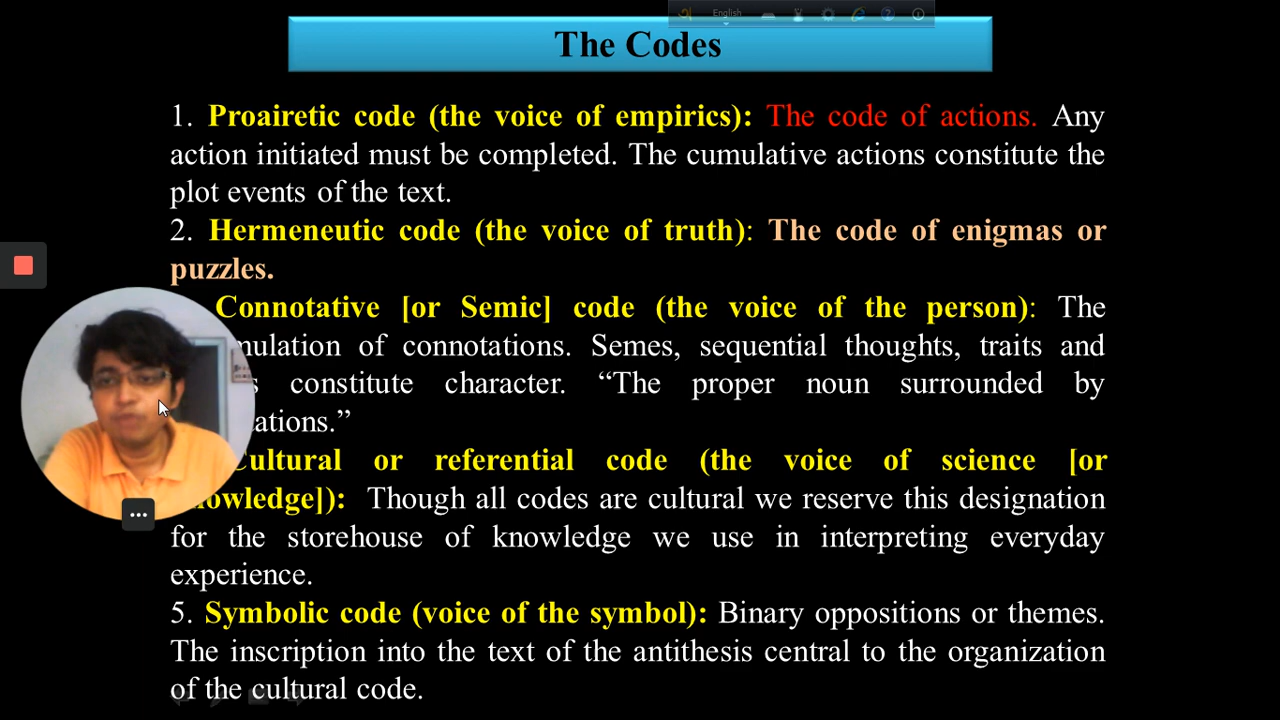 English
The Codes
1. Proairetic code (the voice of empirics): The code of actions. Any
action initiated must be completed. The cumulative actions constitute the
plot events of the text.
2. Hermeneutic code (the voice of truth): The code of enigmas or
puzzles.
Connotative [or Semic] code (the voice of the person): The
mulation of connotations. Semes, sequential thoughts, traits and
s constitute character. “The proper noun surrounded by
ations.”
Cultural or referential code (the voice of science [or
nowledge]): Though all codes are cultural we reserve this designation
for the storehouse of knowledge we use in interpreting everyday
experience.
5. Symbolic code (voice of the symbol): Binary oppositions or themes.
The inscription into the text of the antithesis central to the organization
of the cultural code.